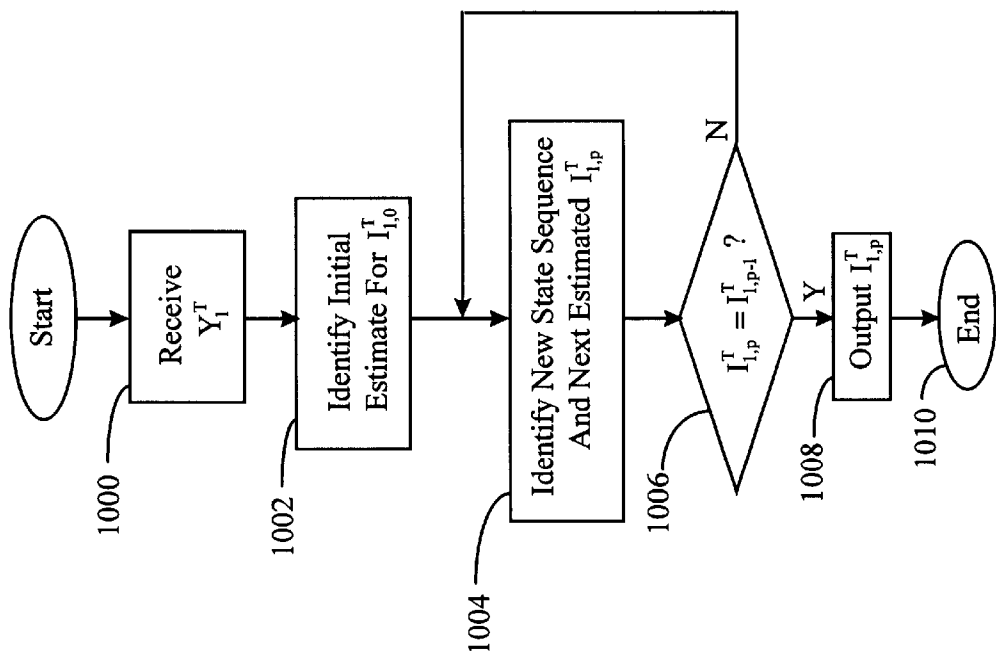 Start
Receive
Y_1^T
1000
Identify Initial
Estimate For I_{1,0}^T
1002
Identify New State Sequence
And Next Estimated I_{1,p}^T
1004
I_{1,p}^T = I_{1,p-1}^T ?
N
1006
Y
Output I_{1,p}^T
1008
End
1010